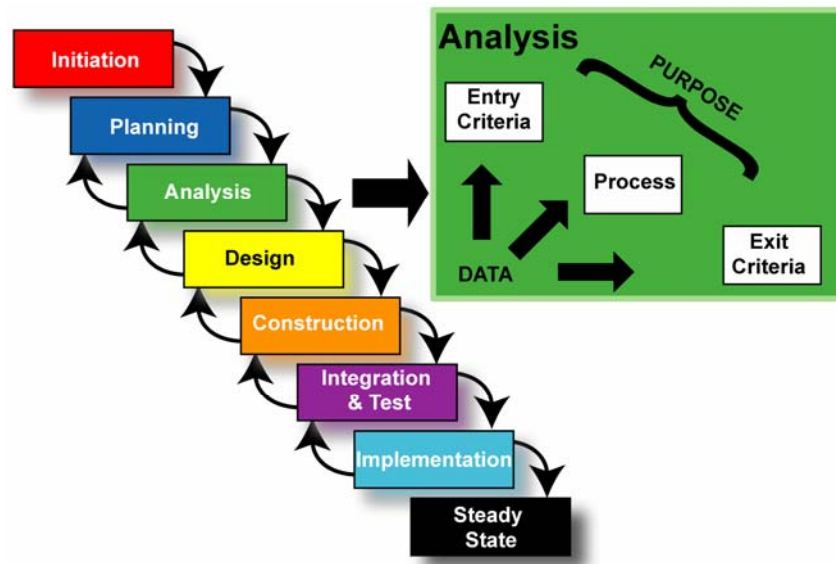 Initiation
Planning
Analysis
Design
Construction
Integration
& Test
Implementation
Steady
State
Analysis
PURPOSE
Entry
Criteria
Process
Exit
Criteria
DATA